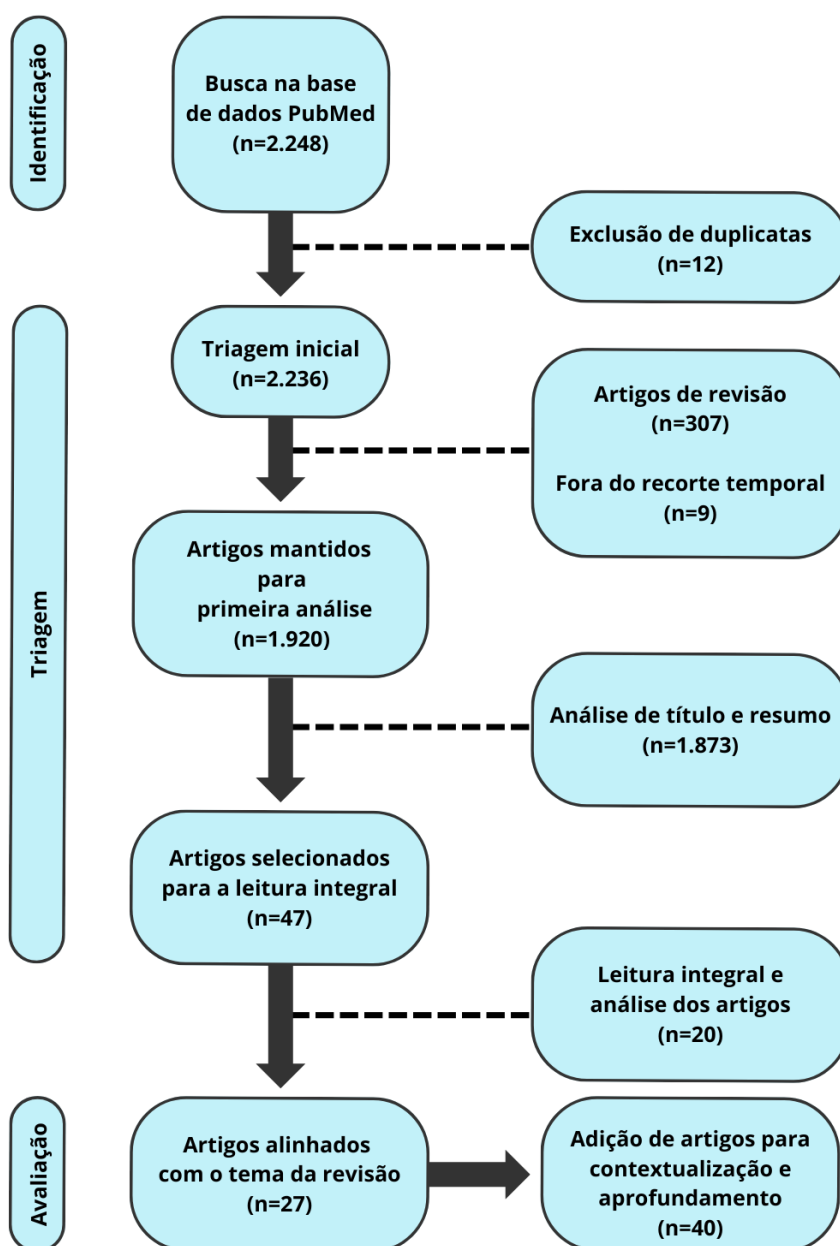 Identificação
Busca na base
de dados PubMed
(n=2.248)
Exclusão de duplicatas
(n=12)
Triagem
Triagem inicial
(n=2.236)
Artigos de revisão
(n=307)
Fora do recorte temporal
(n=9)
Artigos mantidos
para
primeira análise
(n=1.920)
Análise de título e resumo
(n=1.873)
Artigos selecionados
para a leitura integral
(n=47)
Leitura integral e
análise dos artigos
(n=20)
Avaliação
Artigos alinhados
com o tema da revisão
(n=27)
Adição de artigos para
contextualização e
aprofundamento
(n=40)